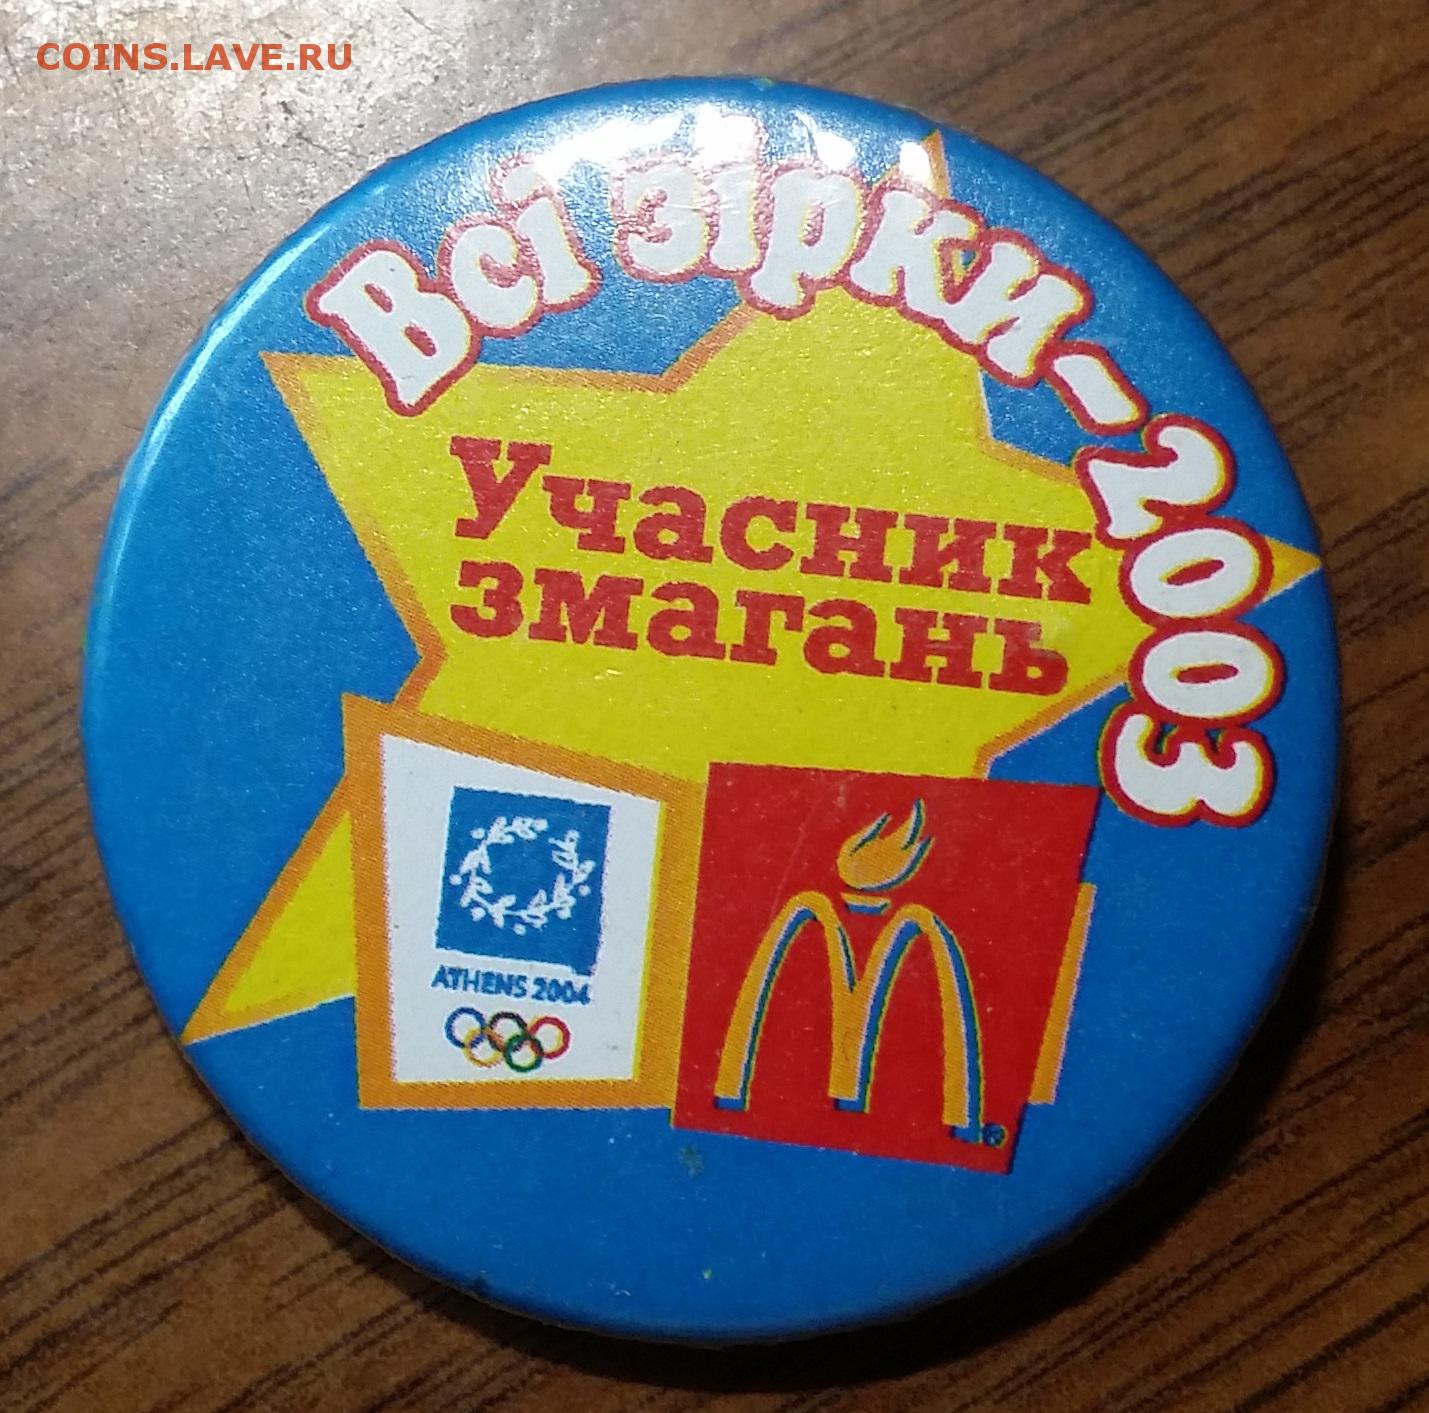 COINS.LAVE.RU
Всі зірки-2003
Учасник
змагань
ATHENS 2004